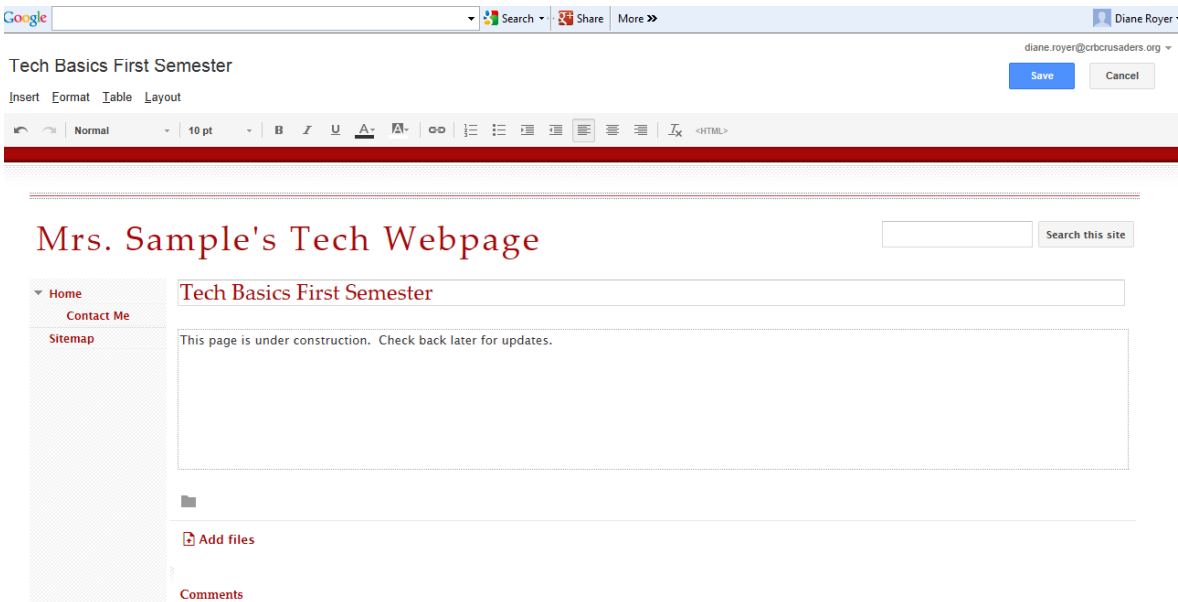 Google Search Share More >> Diane Royer
diane.royer@crbcrusaders.org
Tech Basics First Semester
Save Cancel
Insert Format Table Layout
Normal 10 pt B I U A A Tx <HTML>
Mrs. Sample's Tech Webpage
Search this site
Home
Tech Basics First Semester
Contact Me
Sitemap
This page is under construction. Check back later for updates.
Add files
Comments